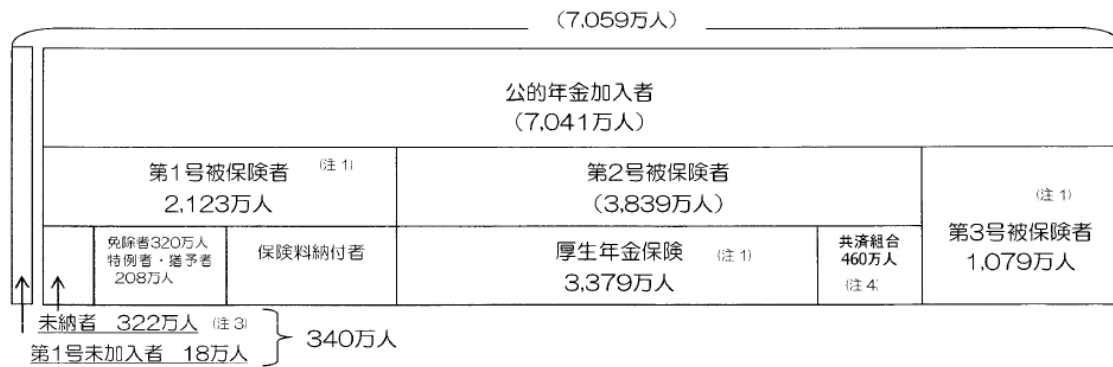 (7,059万人)
公的年金加入者
(7,041万人)
第1号被保険者 (注 1)
2,123万人
第2号被保険者
(3,839万人)
(注 1)
第3号被保険者
1,079万人
免除者320万人
特例者・猶予者
208万人
保険料納付者
厚生年金保険 (注 1)
3,379万人
共済組合
460万人
(注 4)
未納者 322万人 (注 3)
第1号未加入者 18万人
340万人